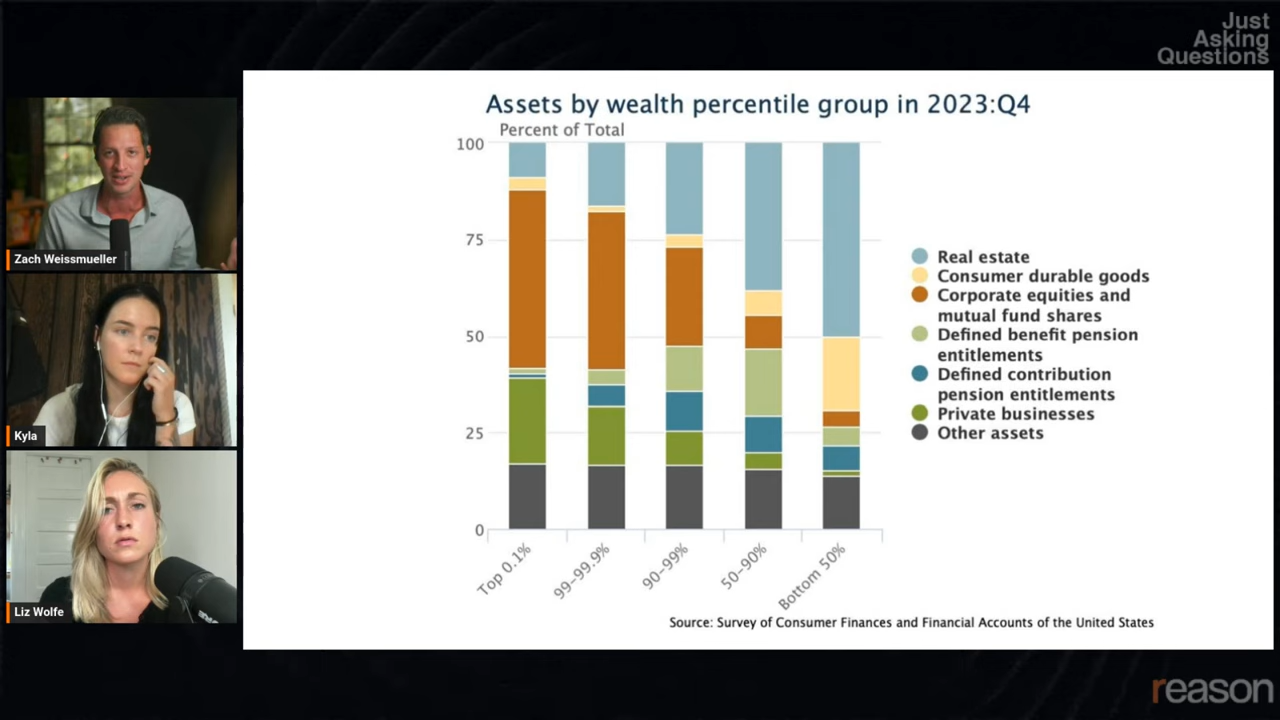 Just
Asking
Questions
Zach Weissmueller
Kyla
Liz Wolfe
Assets by wealth percentile group in 2023:Q4
Percent of Total
100
75
50
25
0
Top 0.1%
99–99.9%
90–99%
50–90%
Bottom 50%
Real estate
Consumer durable goods
Corporate equities and
mutual fund shares
Defined benefit pension
entitlements
Defined contribution
pension entitlements
Private businesses
Other assets
Source: Survey of Consumer Finances and Financial Accounts of the United States
reason